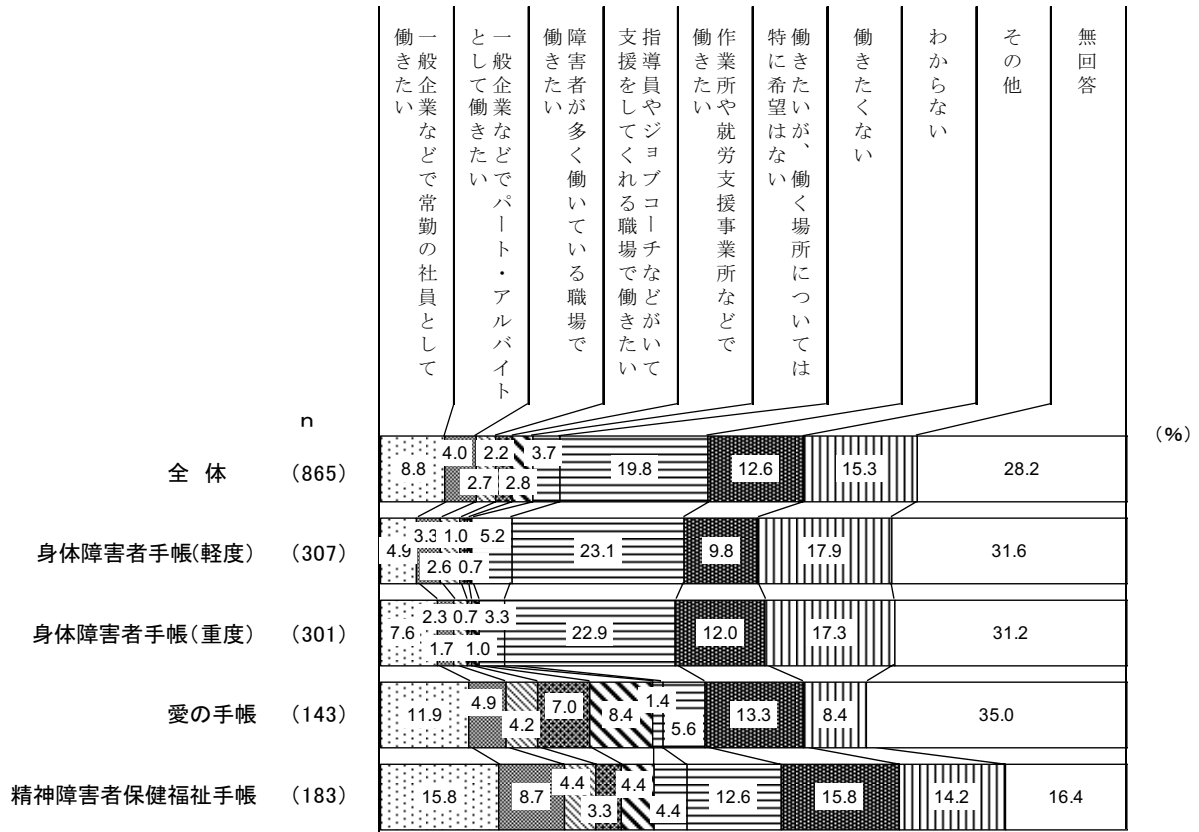 一般企業などで常勤の社員として
働きたい
一般企業などでパート・アルバイト
として働きたい
障害者が多く働いている職場で
働きたい
指導員やジョブコーチなどがいて
支援をしてくれる職場で働きたい
作業所や就労支援事業所などで
働きたい
働きたいが、働く場所については
特に希望はない
働きたくない
わからない
その他
無回答
n
(%)
全 体 (865) 8.8 4.0 2.7 2.2 2.8 3.7 19.8 12.6 15.3 28.2
身体障害者手帳(軽度) (307) 4.9 3.3 2.6 1.0 0.7 5.2 23.1 9.8 17.9 31.6
身体障害者手帳(重度) (301) 7.6 2.3 1.7 0.7 1.0 3.3 22.9 12.0 17.3 31.2
愛の手帳 (143) 11.9 4.9 4.2 7.0 8.4 1.4 5.6 13.3 8.4 35.0
精神障害者保健福祉手帳 (183) 15.8 8.7 4.4 3.3 4.4 4.4 12.6 15.8 14.2 16.4